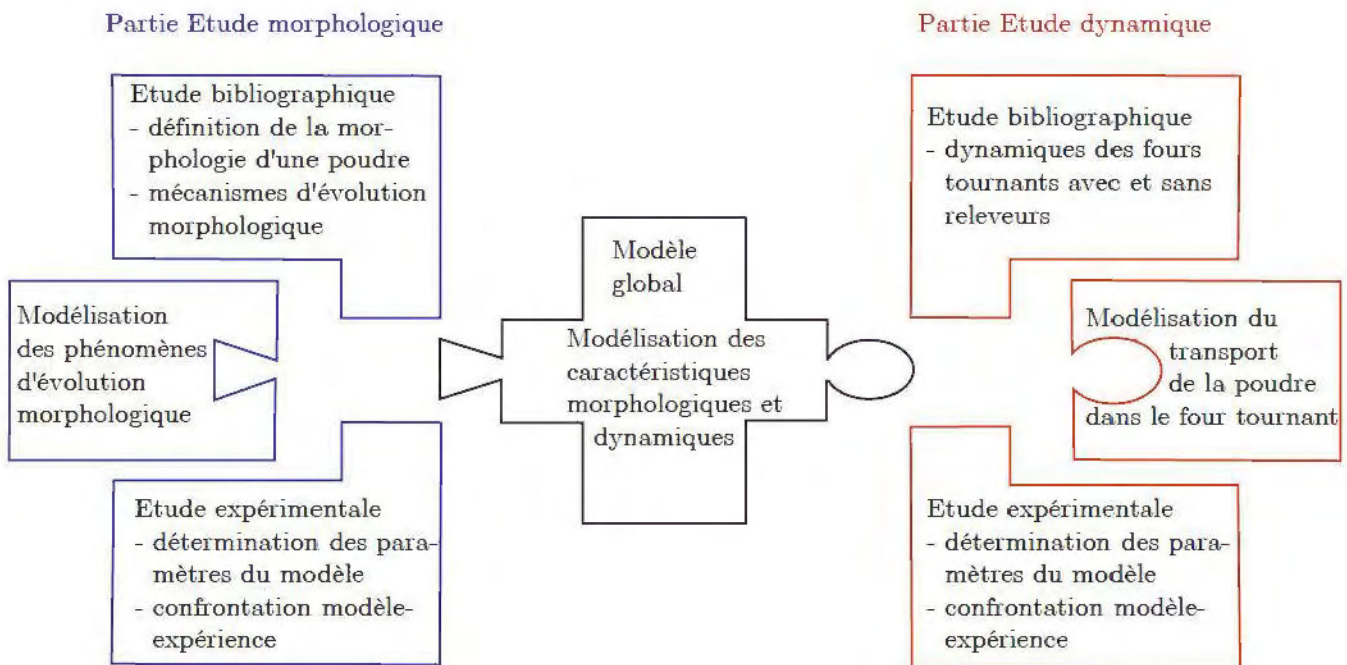 Partie Etude morphologique
Etude bibliographique
- définition de la mor-
phologie d'une poudre
- mécanismes d'évolution
morphologique
Modélisation
des phénomènes
d'évolution
morphologique
Etude expérimentale
- détermination des para-
mètres du modèle
- confrontation modèle-
expérience
Modèle
global
Modélisation des
caractéristiques
morphologiques et
dynamiques
Partie Etude dynamique
Etude bibliographique
- dynamiques des fours
tournants avec et sans
releveurs
Modélisation du
transport
de la poudre
dans le four tournant
Etude expérimentale
- détermination des para-
mètres du modèle
- confrontation modèle-
expérience